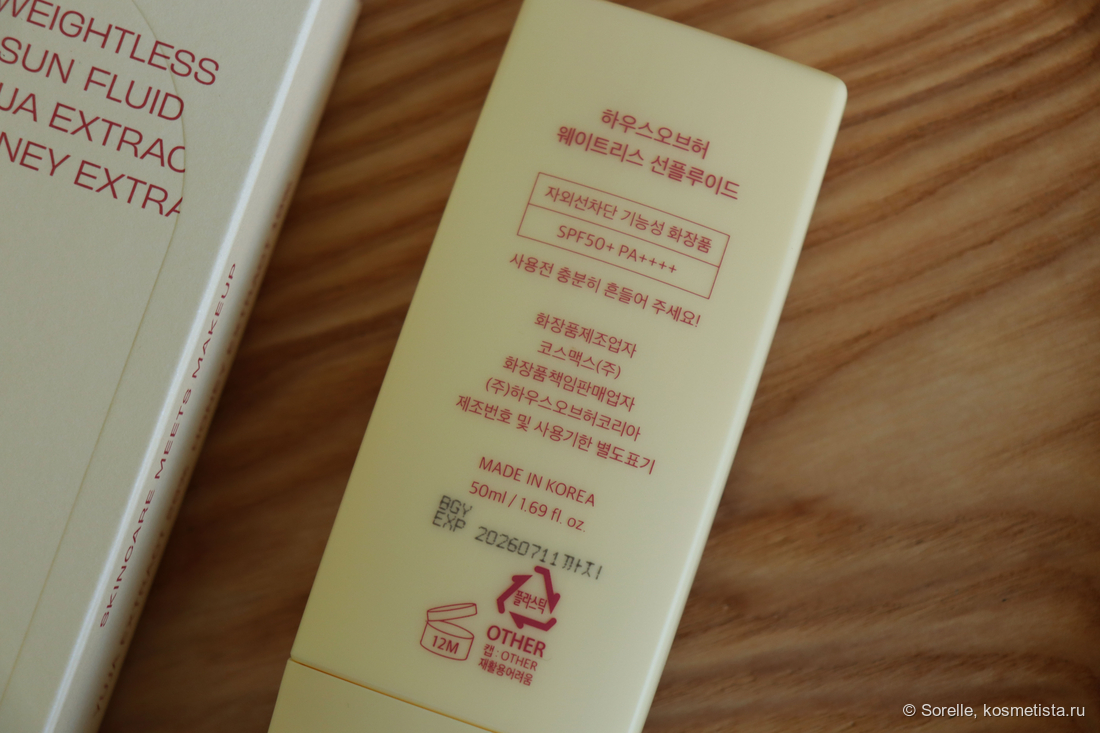 WEIGHTLESS
SUN FLUID
EXTRAC
EXTRA
SKINCARE MEETS MAKEUP
하우스오브허
웨이트리스 선플루이드
자외선차단 기능성 화장품
SPF50+ PA++++
사용전 충분히 흔들어 주세요!
화장품제조업자
코스맥스(주)
화장품책임판매업자
(주)하우스오브허코리아
제조번호 및 사용기한 별도표기
MADE IN KOREA
50ml / 1.69 fl. oz.
BGY
EXP 20260711까지
플라스틱
OTHER
캡 : OTHER
재활용어려움
12M
© Sorelle, kosmetista.ru